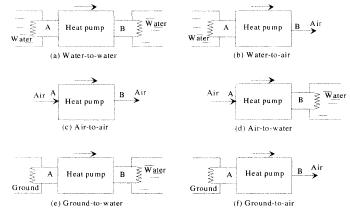 Water A Heat pump B Water
(a) Water-to-water
Water A Heat pump B Air
(b) Water-to-air
Air A Heat pump B Air
(c) Air-to-air
Air A Heat pump B Water
(d) Air-to-water
Ground A Heat pump B Water
(e) Ground-to-water
Ground A Heat pump B Air
(f) Ground-to-air